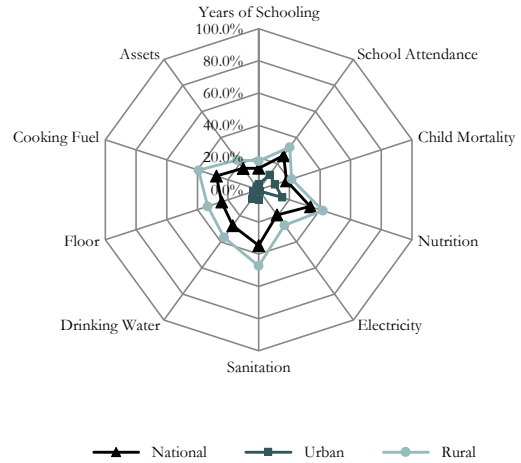 Years of Schooling
100.0%
Assets
School Attendance
80.0%
60.0%
40.0%
Cooking Fuel
Child Mortality
20.0%
0.0%
Floor
Nutrition
Drinking Water
Electricity
Sanitation
National Urban Rural